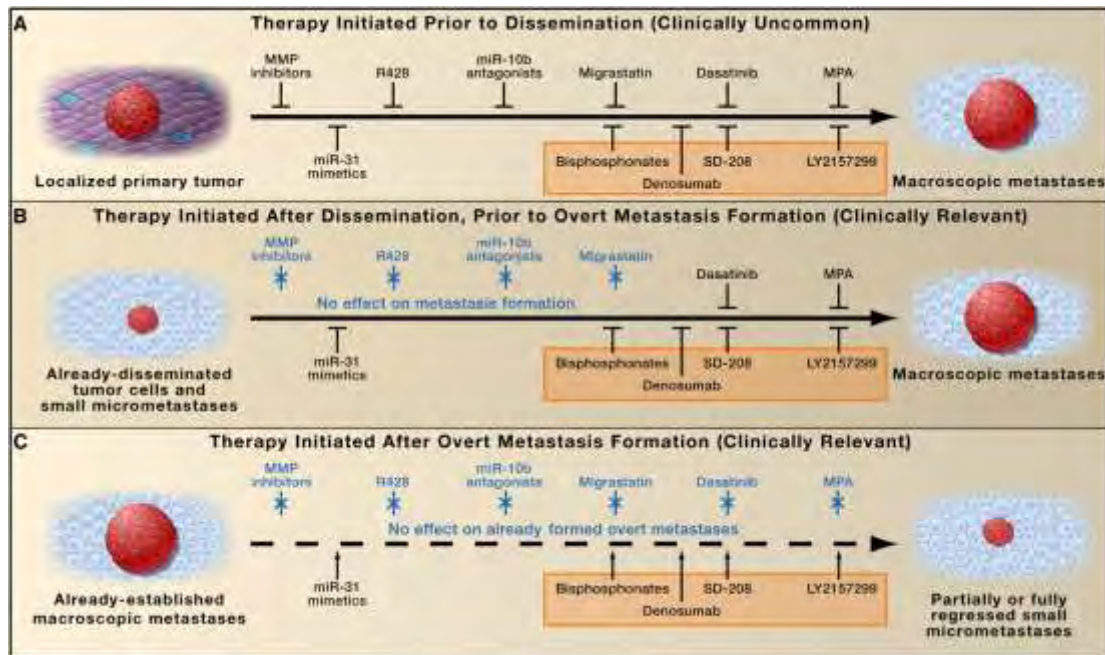 A
Therapy Initiated Prior to Dissemination (Clinically Uncommon)
MMP
inhibitors
R428
miR-10b
antagonists
Migrastatin
Dasatinib
MPA
miR-31
mimetics
Bisphosphonates
SD-208
LY2157299
Denosumab
Localized primary tumor
Macroscopic metastases
B
Therapy Initiated After Dissemination, Prior to Overt Metastasis Formation (Clinically Relevant)
MMP
inhibitors
R428
miR-10b
antagonists
Migrastatin
Dasatinib
MPA
No effect on metastasis formation
miR-31
mimetics
Bisphosphonates
SD-208
LY2157299
Denosumab
Already-disseminated
tumor cells and
small micrometastases
Macroscopic metastases
C
Therapy Initiated After Overt Metastasis Formation (Clinically Relevant)
MMP
inhibitors
R428
miR-10b
antagonists
Migrastatin
Dasatinib
MPA
No effect on already formed overt metastases
miR-31
mimetics
Bisphosphonates
SD-208
LY2157299
Denosumab
Already-established
macroscopic metastases
Partially or fully
regressed small
micrometastases